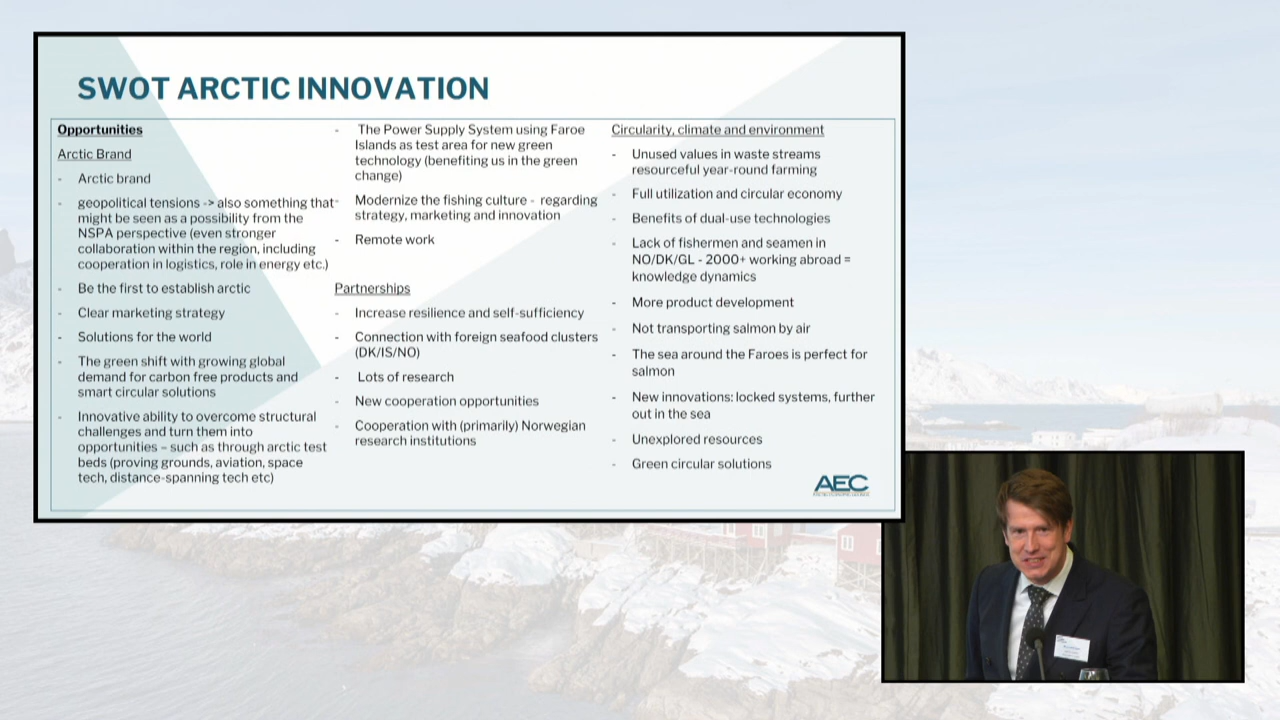 SWOT ARCTIC INNOVATION
Opportunities
Arctic Brand
- Arctic brand
- geopolitical tensions -> also something that
might be seen as a possibility from the
NSPA perspective (even stronger
collaboration within the region, including
cooperation in logistics, role in energy etc.)
- Be the first to establish arctic
- Clear marketing strategy
- Solutions for the world
- The green shift with growing global
demand for carbon free products and
smart circular solutions
- Innovative ability to overcome structural
challenges and turn them into
opportunities – such as through arctic test
beds (proving grounds, aviation, space
tech, distance-spanning tech etc)
- The Power Supply System using Faroe
Islands as test area for new green
technology (benefiting us in the green
change)
- Modernize the fishing culture - regarding
strategy, marketing and innovation
- Remote work
Partnerships
- Increase resilience and self-sufficiency
- Connection with foreign seafood clusters
(DK/IS/NO)
- Lots of research
- New cooperation opportunities
- Cooperation with (primarily) Norwegian
research institutions
Circularity, climate and environment
- Unused values in waste streams
resourceful year-round farming
- Full utilization and circular economy
- Benefits of dual-use technologies
- Lack of fishermen and seamen in
NO/DK/GL - 2000+ working abroad =
knowledge dynamics
- More product development
- Not transporting salmon by air
- The sea around the Faroes is perfect for
salmon
- New innovations: locked systems, further
out in the sea
- Unexplored resources
- Green circular solutions
AEC